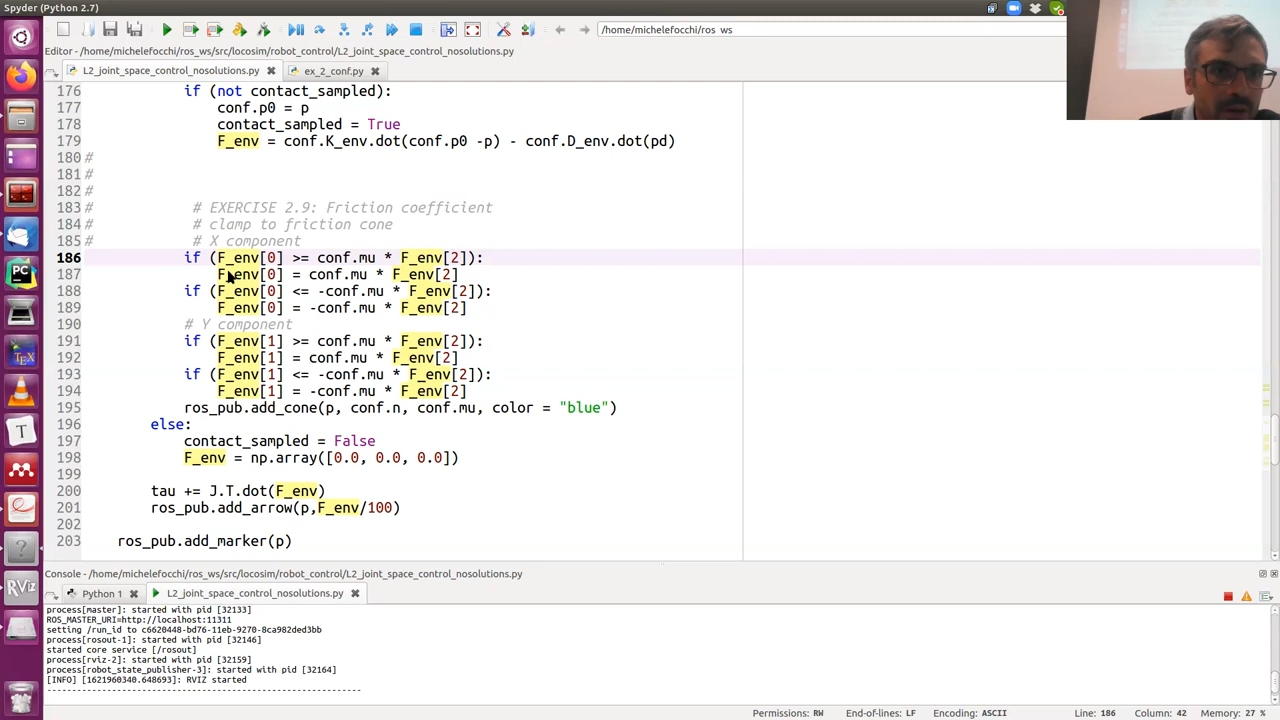 Spyder (Python 2.7)
/home/michelefocchi/ros_ws
Editor - /home/michelefocchi/ros_ws/src/locosim/robot_control/L2_joint_space_control_nosolutions.py
L2_joint_space_control_nosolutions.py
ex_2_conf.py
176 if (not contact_sampled):
177 conf.p0 = p
178 contact_sampled = True
179 F_env = conf.K_env.dot(conf.p0 -p) - conf.D_env.dot(pd)
180 #
181 #
182 #
183 # # EXERCISE 2.9: Friction coefficient
184 # # clamp to friction cone
185 # # X component
186 if (F_env[0] >= conf.mu * F_env[2]):
187 F_env[0] = conf.mu * F_env[2]
188 if (F_env[0] <= -conf.mu * F_env[2]):
189 F_env[0] = -conf.mu * F_env[2]
190 # Y component
191 if (F_env[1] >= conf.mu * F_env[2]):
192 F_env[1] = conf.mu * F_env[2]
193 if (F_env[1] <= -conf.mu * F_env[2]):
194 F_env[1] = -conf.mu * F_env[2]
195 ros_pub.add_cone(p, conf.n, conf.mu, color = "blue")
196 else:
197 contact_sampled = False
198 F_env = np.array([0.0, 0.0, 0.0])
199
200 tau += J.T.dot(F_env)
201 ros_pub.add_arrow(p,F_env/100)
202
203 ros_pub.add_marker(p)
Console - /home/michelefocchi/ros_ws/src/locosim/robot_control/L2_joint_space_control_nosolutions.py
Python 1
L2_joint_space_control_nosolutions.py
process[master]: started with pid [32133]
ROS_MASTER_URI=http://localhost:11311
setting /run_id to c6620448-bd76-11eb-9270-8ca982ded3bb
process[rosout-1]: started with pid [32146]
started core service [/rosout]
process[rviz-2]: started with pid [32159]
process[robot_state_publisher-3]: started with pid [32164]
[INFO] [1621960340.648693]: RVIZ started
------------------------------------------------------------
Permissions: RW End-of-lines: LF Encoding: ASCII Line: 186 Column: 42 Memory: 27 %